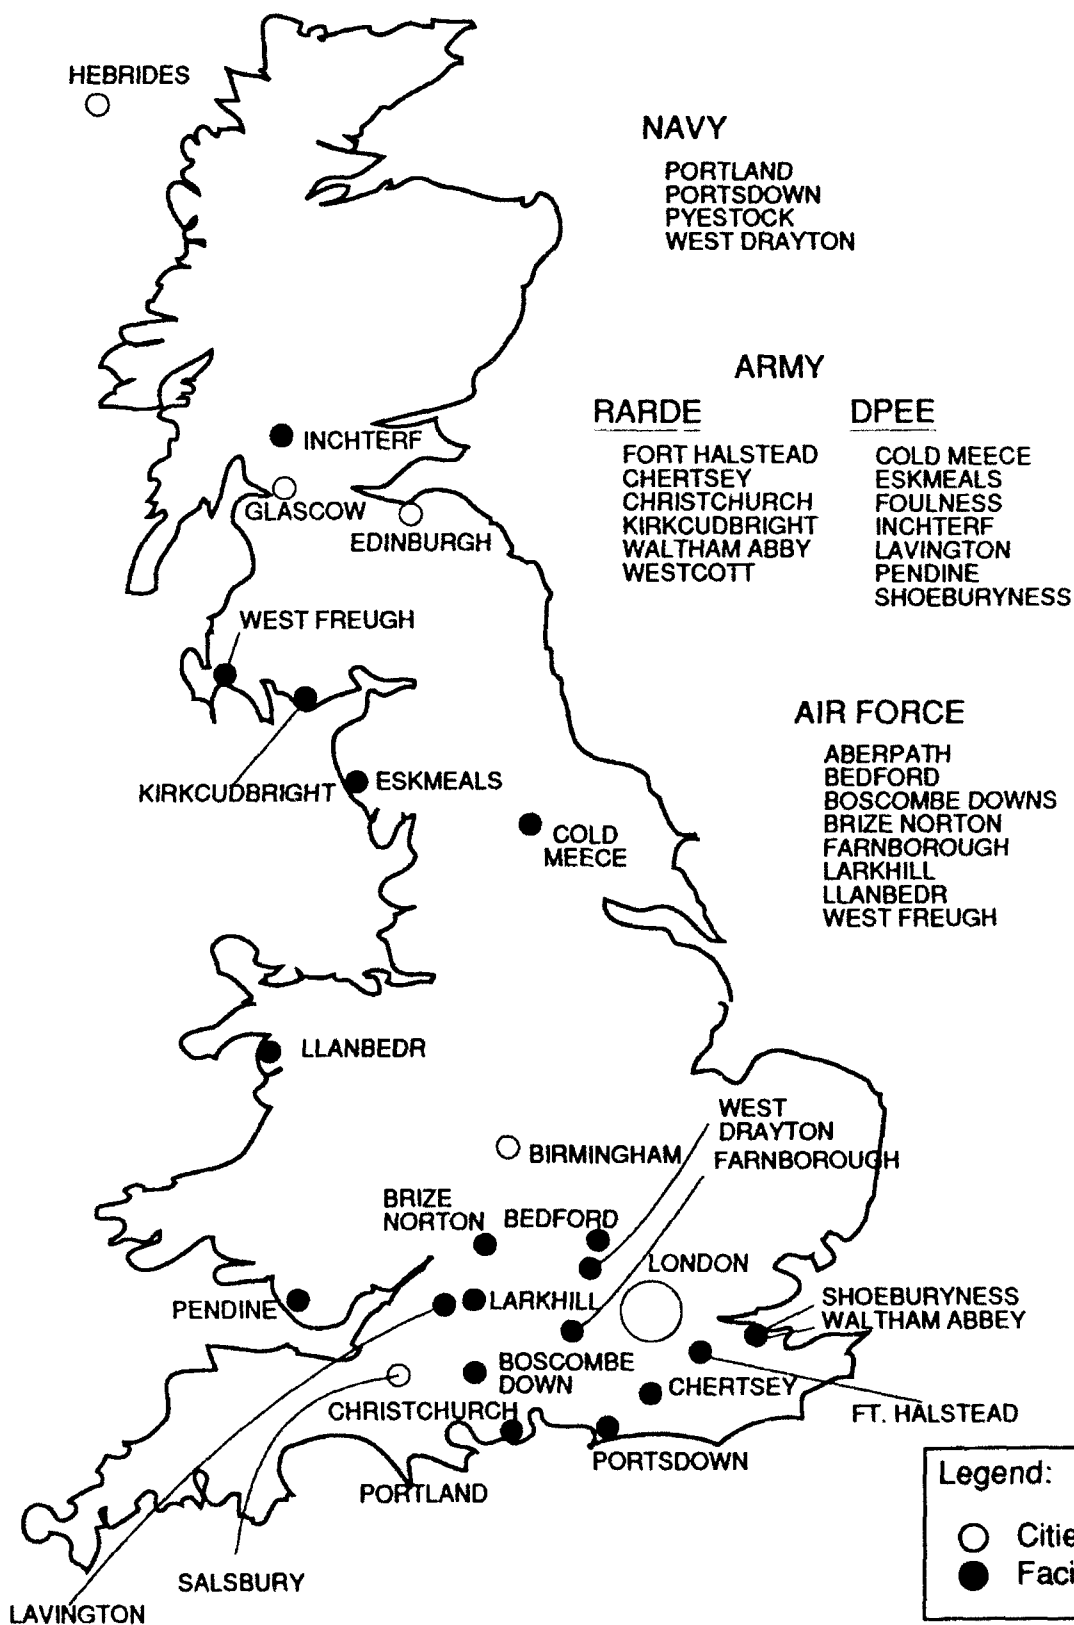 HEBRIDES
NAVY
PORTLAND
PORTSDOWN
PYESTOCK
WEST DRAYTON
ARMY
RARDE
FORT HALSTEAD
CHERTSEY
CHRISTCHURCH
KIRKCUDBRIGHT
WALTHAM ABBY
WESTCOTT
DPEE
COLD MEECE
ESKMEALS
FOULNESS
INCHTERF
LAVINGTON
PENDINE
SHOEBURYNESS
AIR FORCE
ABERPATH
BEDFORD
BOSCOMBE DOWNS
BRIZE NORTON
FARNBOROUGH
LARKHILL
LLANBEDR
WEST FREUGH
INCHTERF
GLASCOW
EDINBURGH
WEST FREUGH
KIRKCUDBRIGHT
ESKMEALS
COLD
MEECE
LLANBEDR
WEST
DRAYTON
BIRMINGHAM
FARNBOROUGH
BRIZE
NORTON
BEDFORD
LONDON
PENDINE
LARKHILL
SHOEBURYNESS
WALTHAM ABBEY
BOSCOMBE
DOWN
CHERTSEY
CHRISTCHURCH
FT. HALSTEAD
PORTSDOWN
PORTLAND
SALSBURY
LAVINGTON
Legend:
Citie
Faci